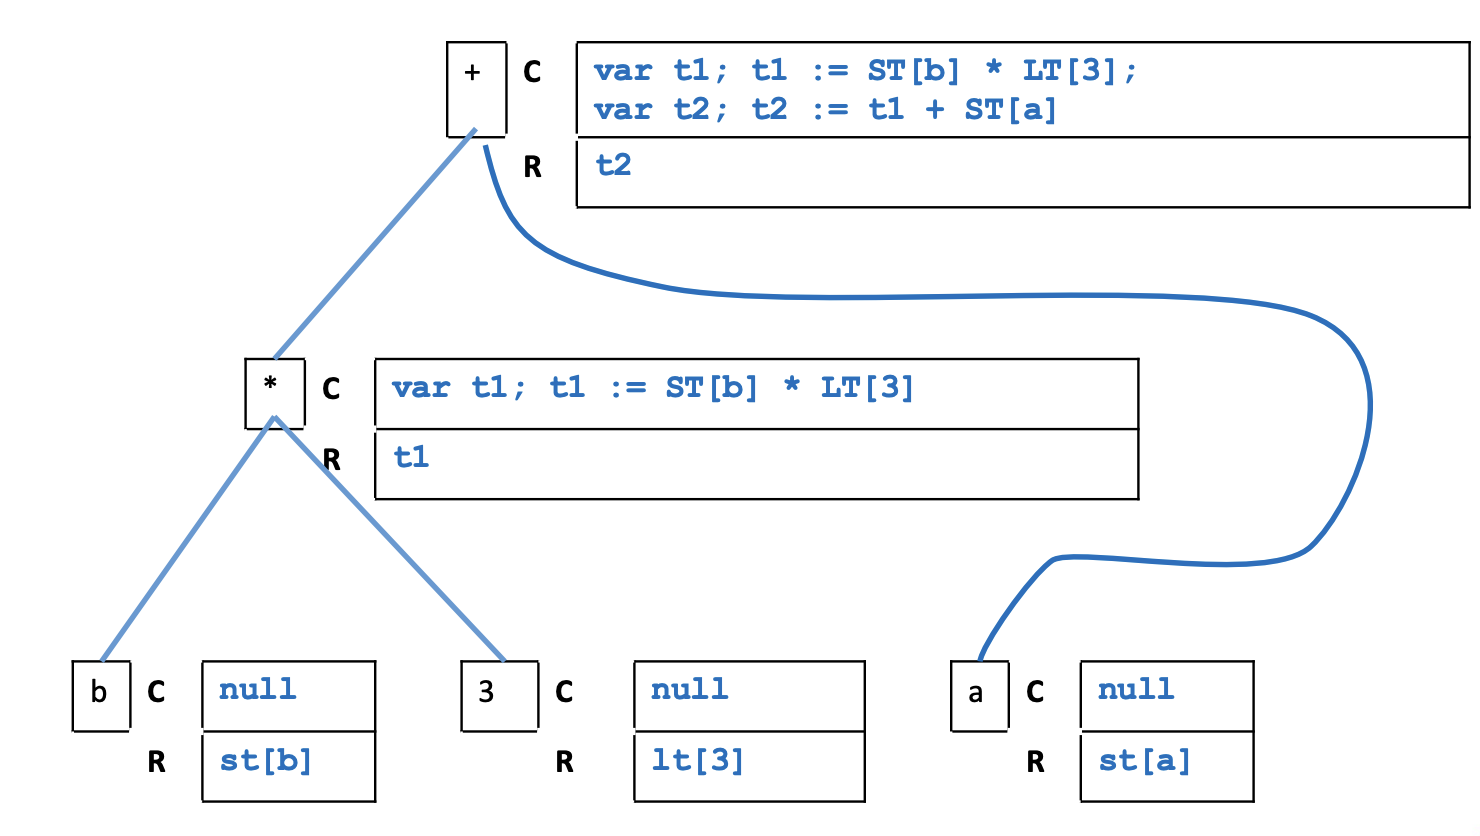 + C var t1; t1 := ST[b] * LT[3];
var t2; t2 := t1 + ST[a]
R t2
* C var t1; t1 := ST[b] * LT[3]
R t1
b C null 3 C null a C null
R st[b] R lt[3] R st[a]